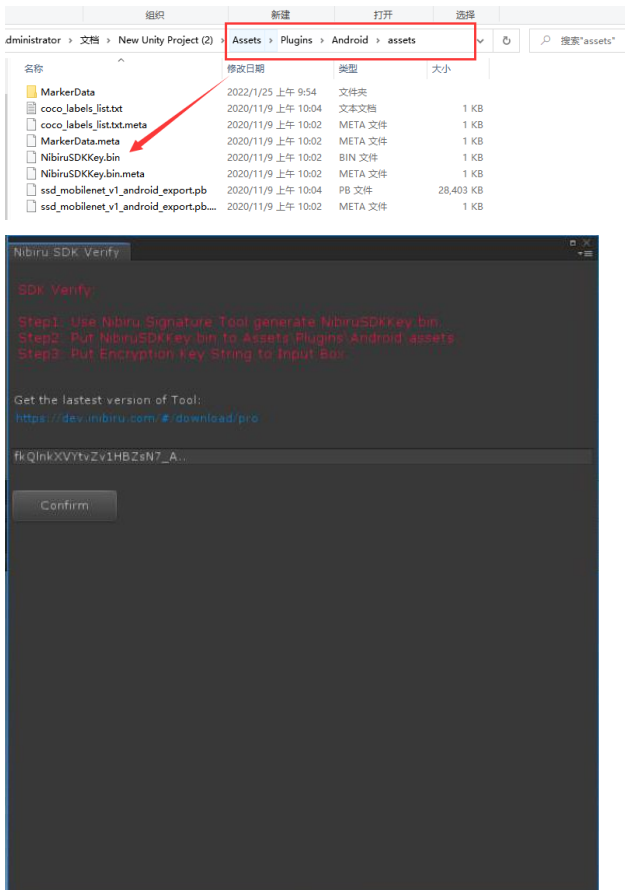 组织 新建 打开 选择
Administrator › 文档 › New Unity Project (2) › Assets › Plugins › Android › assets 搜索"assets"
名称 修改日期 类型 大小
MarkerData 2022/1/25 上午 9:54 文件夹
coco_labels_list.txt 2020/11/9 上午 10:04 文本文档 1 KB
coco_labels_list.txt.meta 2020/11/9 上午 10:02 META 文件 1 KB
MarkerData.meta 2020/11/9 上午 10:02 META 文件 1 KB
NibiruSDKKey.bin 2020/11/9 上午 10:02 BIN 文件 1 KB
NibiruSDKKey.bin.meta 2020/11/9 上午 10:02 META 文件 1 KB
ssd_mobilenet_v1_android_export.pb 2020/11/9 上午 10:04 PB 文件 28,403 KB
ssd_mobilenet_v1_android_export.pb.... 2020/11/9 上午 10:02 META 文件 1 KB
Nibiru SDK Verify
SDK Verify:
Step1: Use Nibiru Signature Tool generate NibiruSDKKey.bin.
Step2: Put NibiruSDKKey.bin to Assets\Plugins\Android\assets.
Step3: Put Encryption Key String to Input Box.
Get the lastest version of Tool:
https://dev.inibiru.com/#/download/pro
fkQlnkXVYtvZv1HBZsN7_A..
Confirm